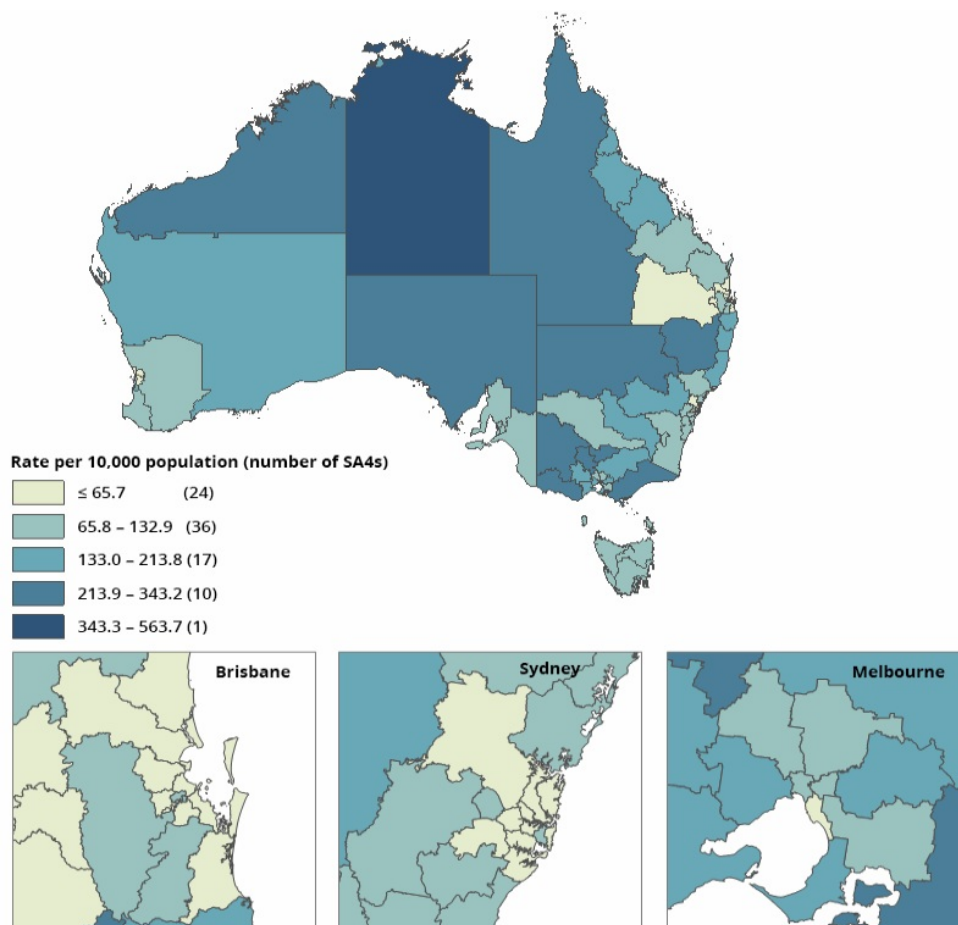 Rate per 10,000 population (number of SA4s)
≤ 65.7 (24)
65.8 – 132.9 (36)
133.0 – 213.8 (17)
213.9 – 343.2 (10)
343.3 – 563.7 (1)
Brisbane
Sydney
Melbourne